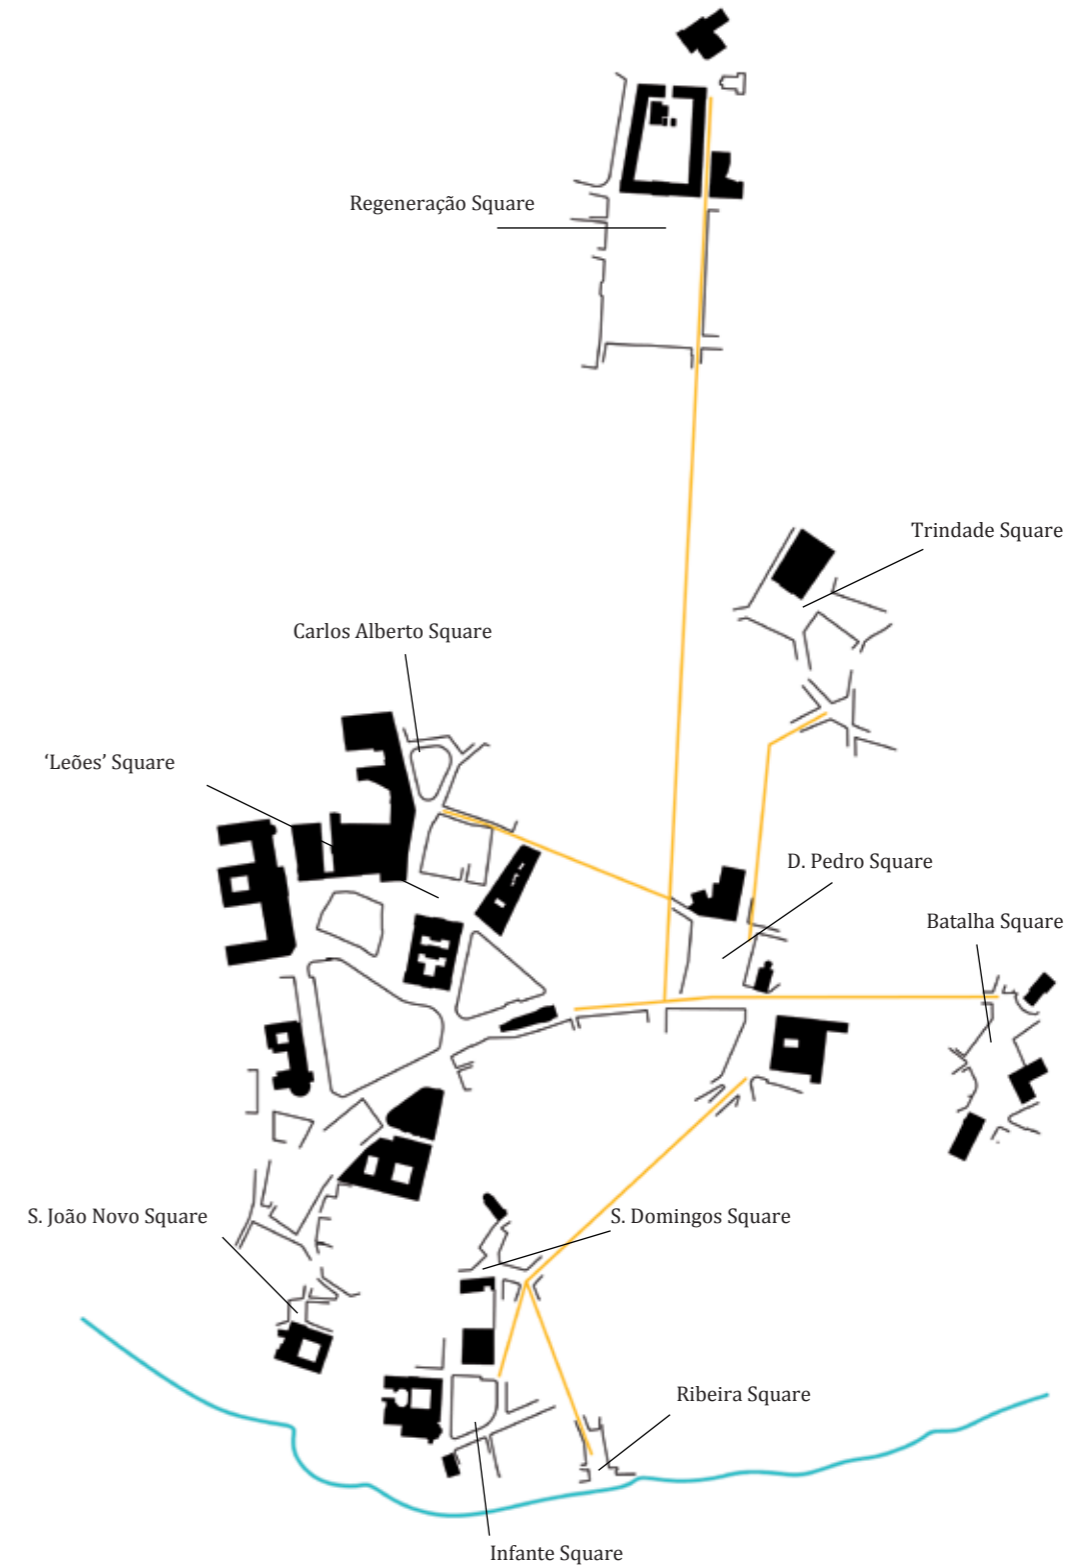 Regeneração Square
Trindade Square
Carlos Alberto Square
‘Leões’ Square
D. Pedro Square
Batalha Square
S. João Novo Square
S. Domingos Square
Ribeira Square
Infante Square